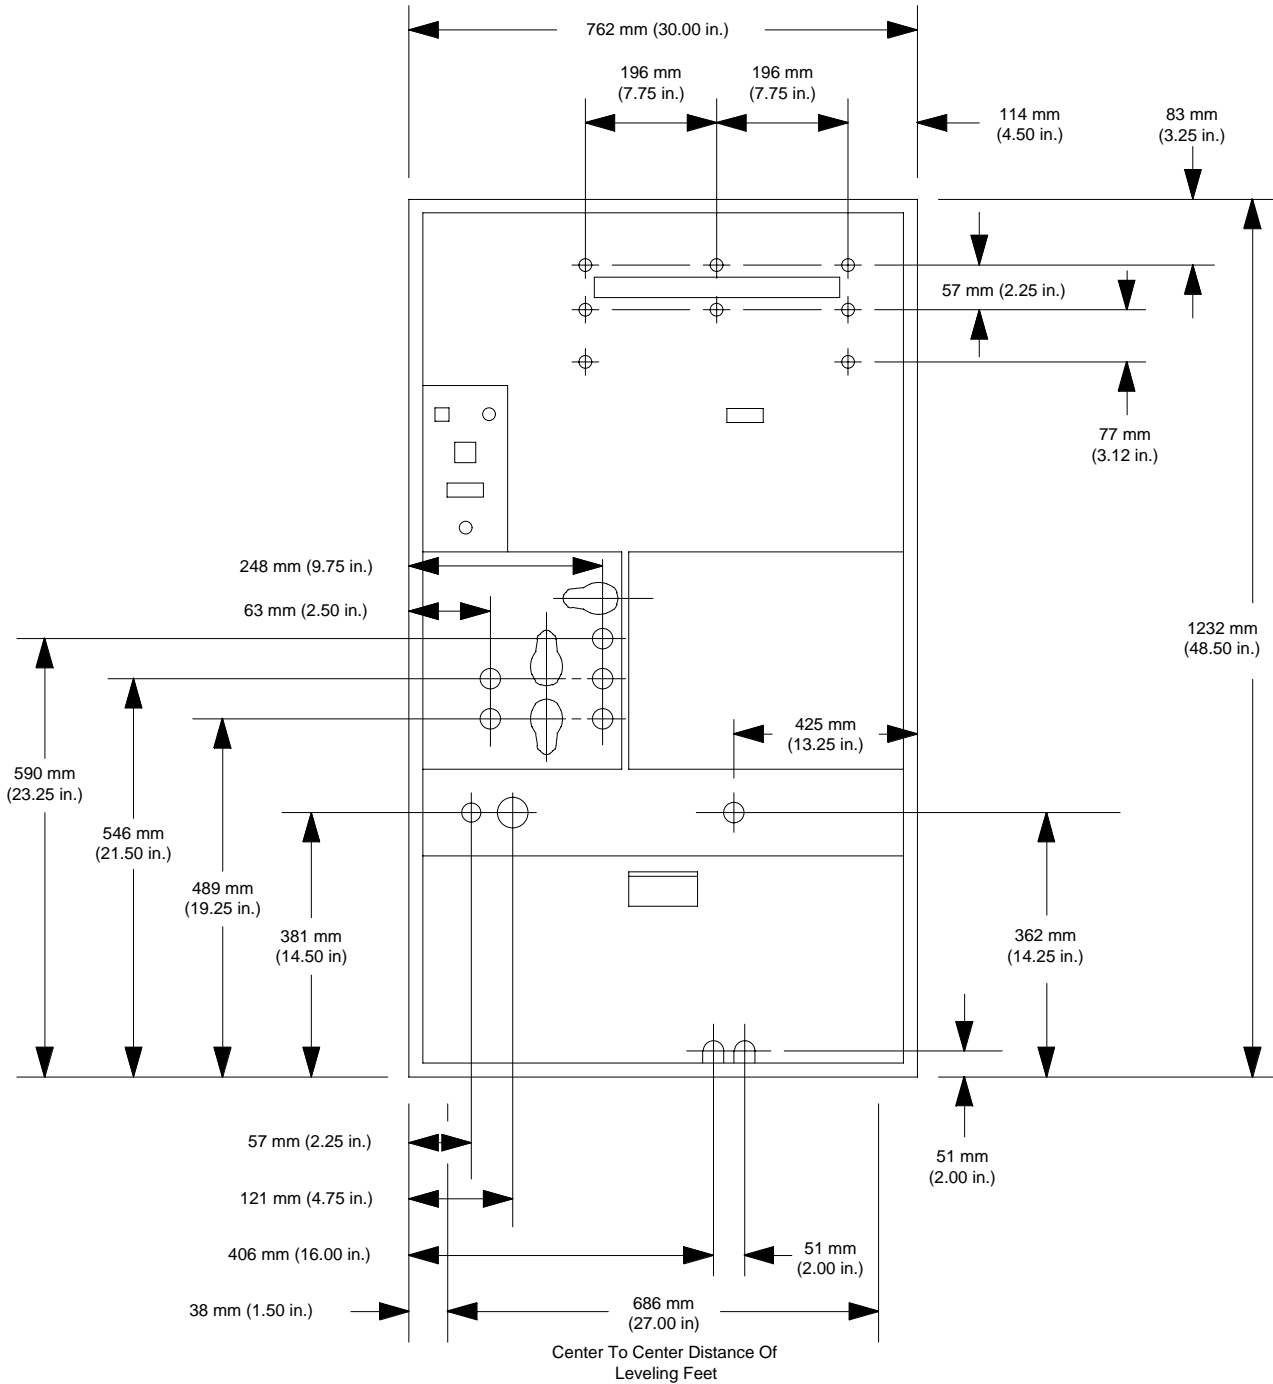 762 mm (30.00 in.)
196 mm
(7.75 in.)
196 mm
(7.75 in.)
114 mm
(4.50 in.)
83 mm
(3.25 in.)
57 mm (2.25 in.)
77 mm
(3.12 in.)
248 mm (9.75 in.)
63 mm (2.50 in.)
1232 mm
(48.50 in.)
425 mm
(13.25 in.)
590 mm
(23.25 in.)
546 mm
(21.50 in.)
489 mm
(19.25 in.)
381 mm
(14.50 in)
362 mm
(14.25 in.)
57 mm (2.25 in.)
51 mm
(2.00 in.)
121 mm (4.75 in.)
406 mm (16.00 in.)
51 mm
(2.00 in.)
38 mm (1.50 in.)
686 mm
(27.00 in)
Center To Center Distance Of
Leveling Feet